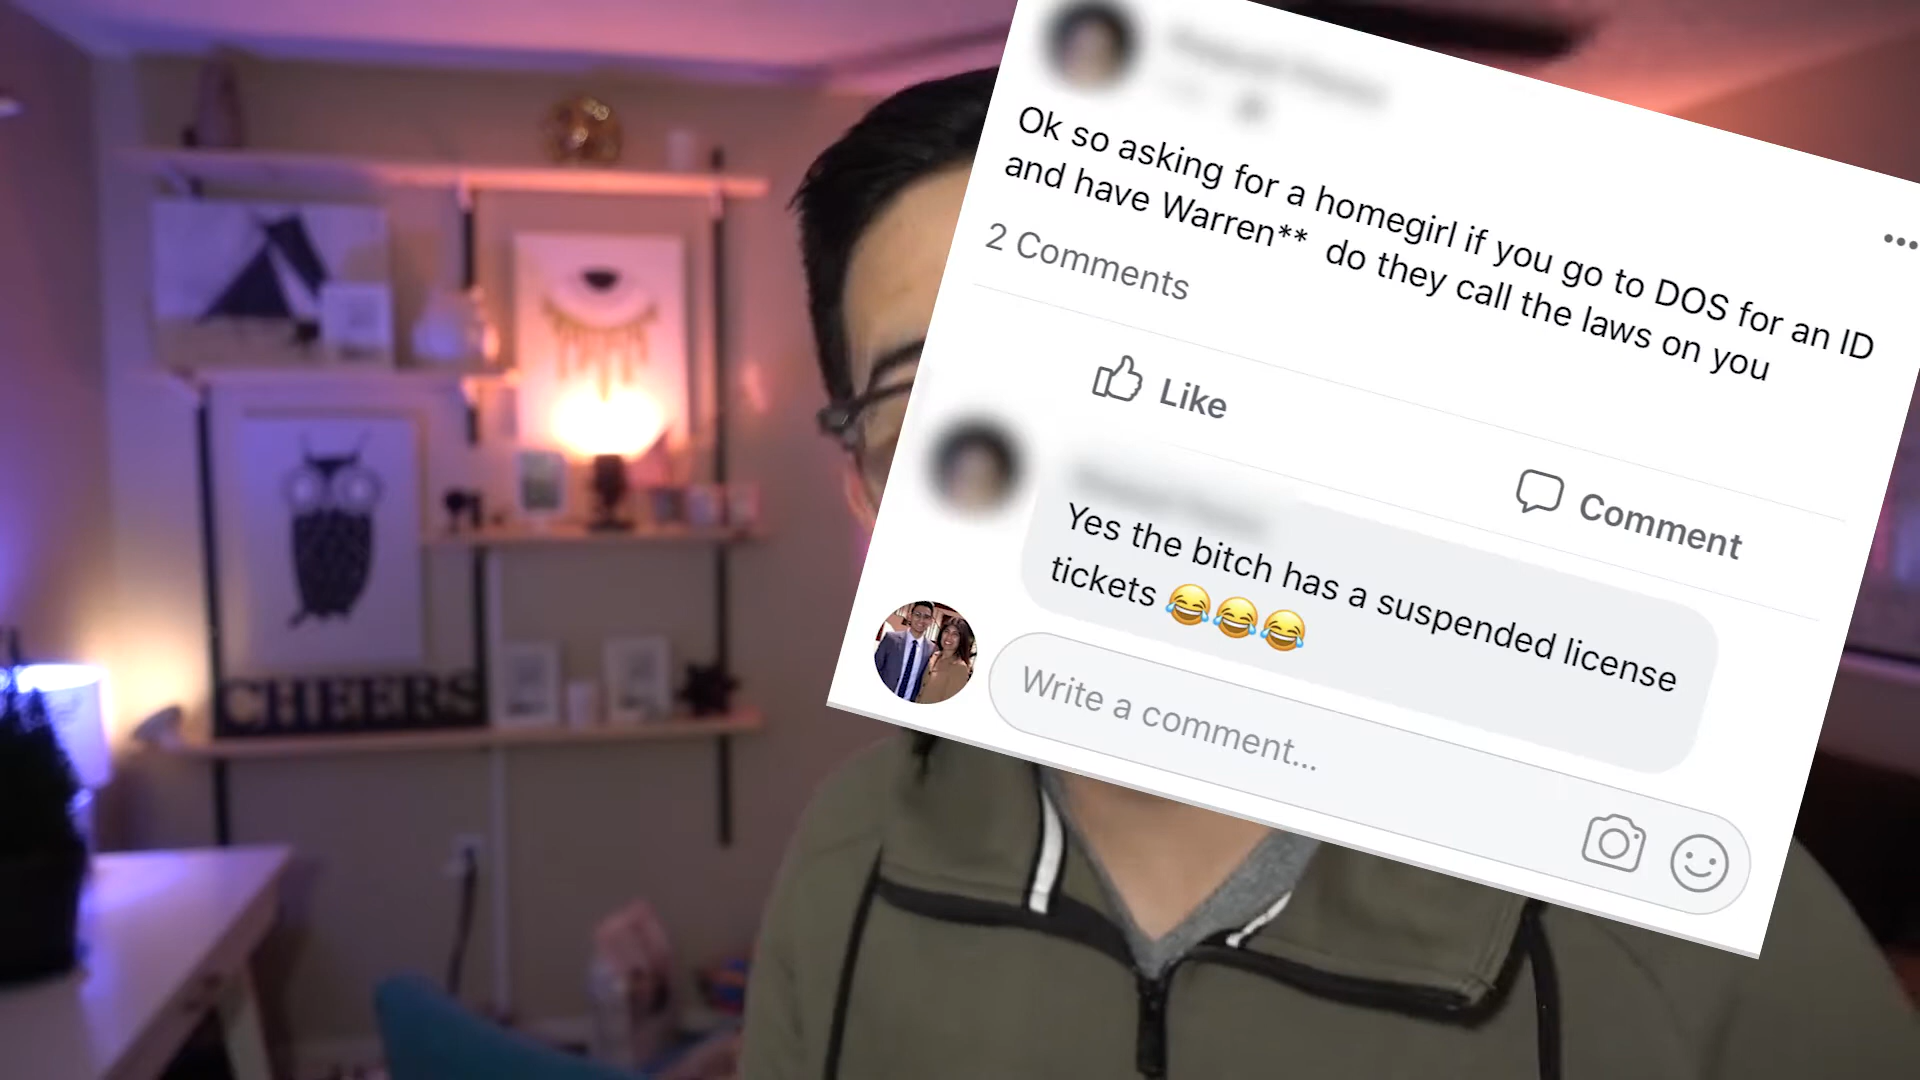 Ok so asking for a homegirl if you go to DOS for an ID
and have Warren** do they call the laws on you
2 Comments
Like
Comment
Yes the bitch has a suspended license
tickets 😂😂😂
Write a comment...
CHEERS